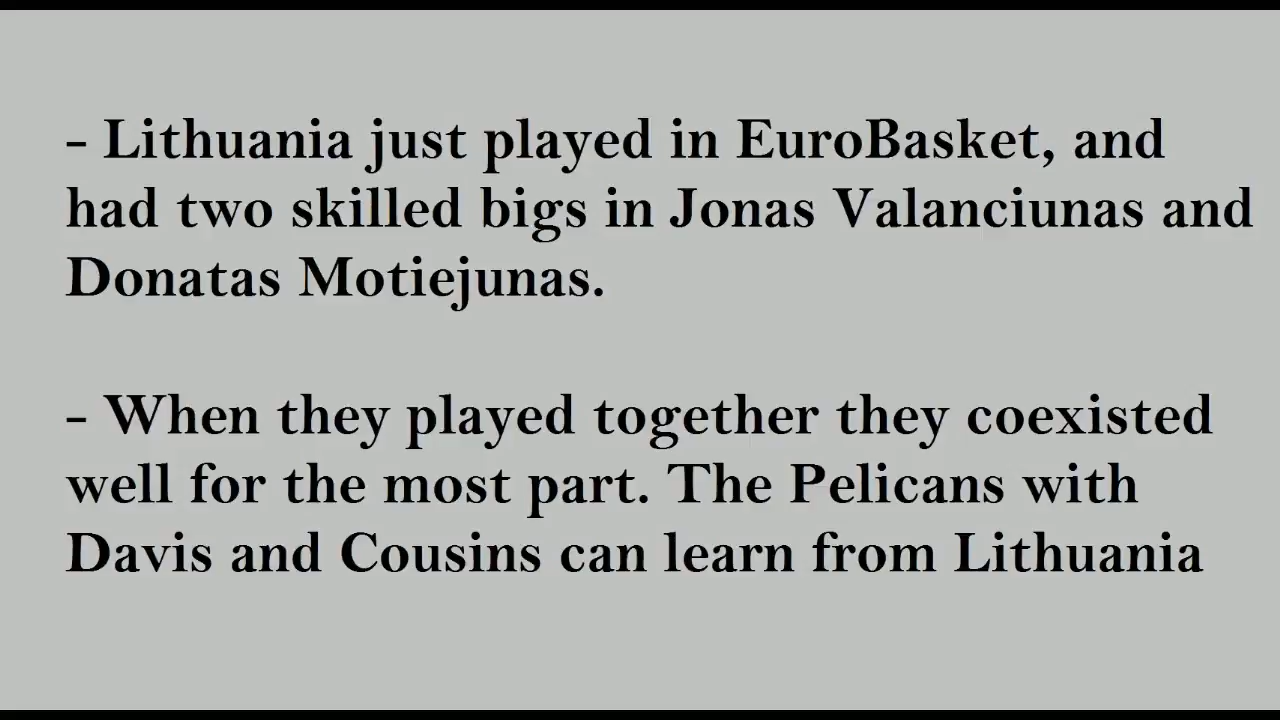 - Lithuania just played in EuroBasket, and
had two skilled bigs in Jonas Valanciunas and
Donatas Motiejunas.
- When they played together they coexisted
well for the most part. The Pelicans with
Davis and Cousins can learn from Lithuania